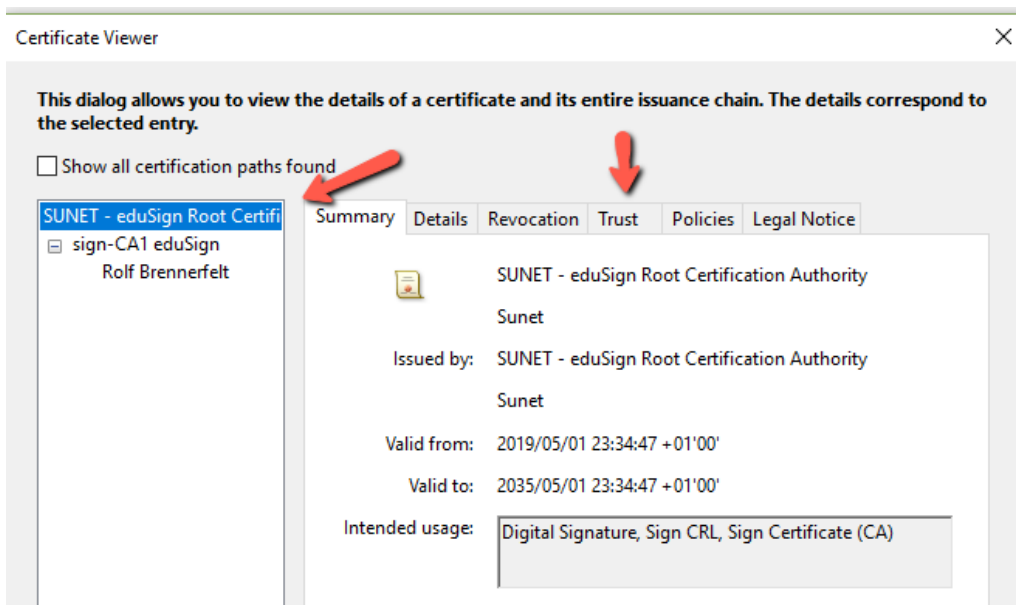 Certificate Viewer
This dialog allows you to view the details of a certificate and its entire issuance chain. The details correspond to
the selected entry.
Show all certification paths found
SUNET - eduSign Root Certifi
sign-CA1 eduSign
Rolf Brennerfelt
Summary Details Revocation Trust Policies Legal Notice
SUNET - eduSign Root Certification Authority
Sunet
Issued by: SUNET - eduSign Root Certification Authority
Sunet
Valid from: 2019/05/01 23:34:47 +01'00'
Valid to: 2035/05/01 23:34:47 +01'00'
Intended usage: Digital Signature, Sign CRL, Sign Certificate (CA)